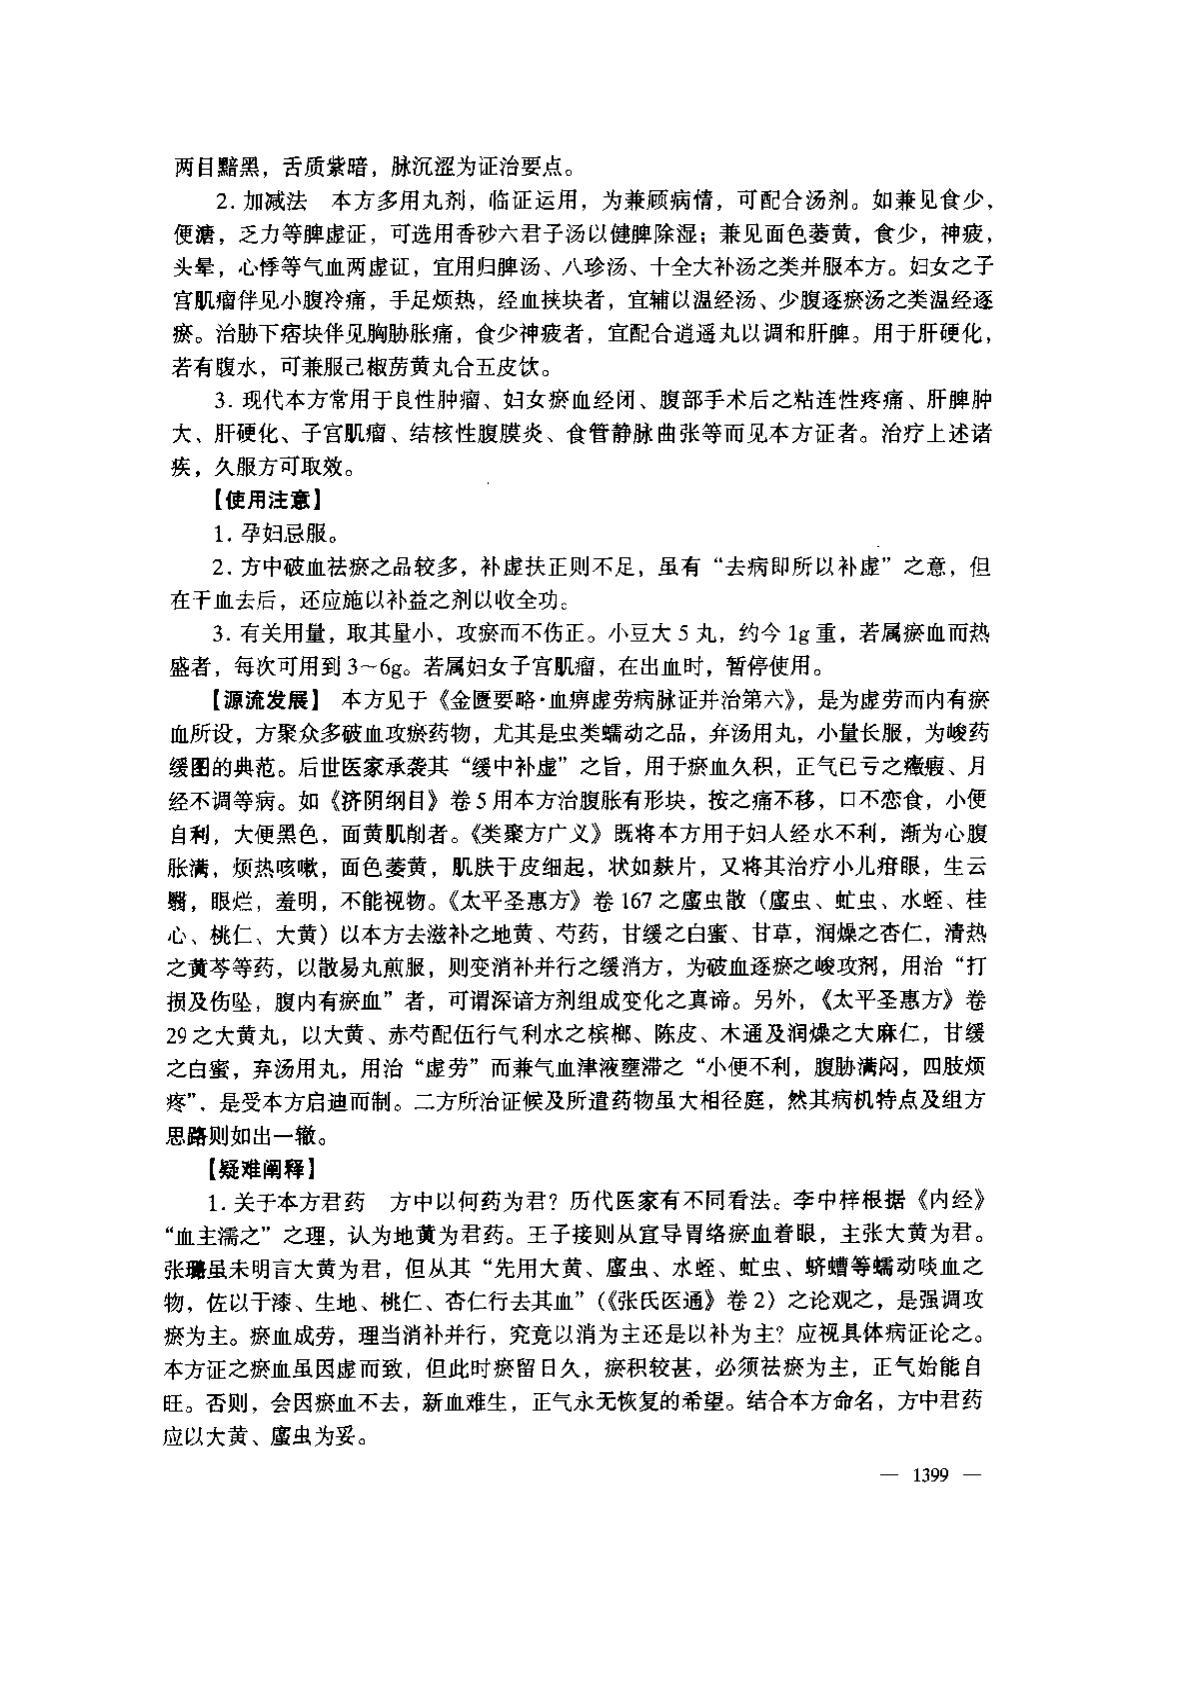 两目黯黑，舌质紫暗，脉沉涩为证治要点。
2. 加减法　本方多用丸剂，临证运用，为兼顾病情，可配合汤剂。如兼见食少，
便溏，乏力等脾虚证，可选用香砂六君子汤以健脾除湿；兼见面色萎黄，食少，神疲，
头晕，心悸等气血两虚证，宜用归脾汤、八珍汤、十全大补汤之类并服本方。妇女之子
宫肌瘤伴见小腹冷痛，手足烦热，经血挟块者，宜辅以温经汤、少腹逐瘀汤之类温经逐
瘀。治胁下痞块伴见胸胁胀痛，食少神疲者，宜配合逍遥丸以调和肝脾。用于肝硬化，
若有腹水，可兼服己椒苈黄丸合五皮饮。
3. 现代本方常用于良性肿瘤、妇女瘀血经闭、腹部手术后之粘连性疼痛、肝脾肿
大、肝硬化、子宫肌瘤、结核性腹膜炎、食管静脉曲张等而见本方证者。治疗上述诸
疾，久服方可取效。
【使用注意】
1. 孕妇忌服。
2. 方中破血祛瘀之品较多，补虚扶正则不足，虽有“去病即所以补虚”之意，但
在干血去后，还应施以补益之剂以收全功。
3. 有关用量，取其量小，攻瘀而不伤正。小豆大 5 丸，约今 1g 重，若属瘀血而热
盛者，每次可用到 3～6g。若属妇女子宫肌瘤，在出血时，暂停使用。
【源流发展】　本方见于《金匮要略·血痹虚劳病脉证并治第六》，是为虚劳而内有瘀
血所设，方聚众多破血攻瘀药物，尤其是虫类蠕动之品，弃汤用丸，小量长服，为峻药
缓图的典范。后世医家承袭其“缓中补虚”之旨，用于瘀血久积，正气已亏之癥瘕、月
经不调等病。如《济阴纲目》卷 5 用本方治腹胀有形块，按之痛不移，口不恋食，小便
自利，大便黑色，面黄肌削者。《类聚方广义》既将本方用于妇人经水不利，渐为心腹
胀满，烦热咳嗽，面色萎黄，肌肤干皮细起，状如麸片，又将其治疗小儿疳眼，生云
翳，眼烂，羞明，不能视物。《太平圣惠方》卷 167 之䗪虫散（䗪虫、虻虫、水蛭、桂
心、桃仁、大黄）以本方去滋补之地黄、芍药，甘缓之白蜜、甘草，润燥之杏仁，清热
之黄芩等药，以散易丸煎服，则变消补并行之缓消方，为破血逐瘀之峻攻剂，用治“打
损及伤坠，腹内有瘀血”者，可谓深谙方剂组成变化之真谛。另外，《太平圣惠方》卷
29 之大黄丸，以大黄、赤芍配伍行气利水之槟榔、陈皮、木通及润燥之大麻仁，甘缓
之白蜜，弃汤用丸，用治“虚劳”而兼气血津液壅滞之“小便不利，腹胁满闷，四肢烦
疼”，是受本方启迪而制。二方所治证候及所遣药物虽大相径庭，然其病机特点及组方
思路则如出一辙。
【疑难阐释】
1. 关于本方君药　方中以何药为君？历代医家有不同看法。李中梓根据《内经》
“血主濡之”之理，认为地黄为君药。王子接则从宣导胃络瘀血着眼，主张大黄为君。
张璐虽未明言大黄为君，但从其“先用大黄、䗪虫、水蛭、虻虫、蛴螬等蠕动啖血之
物，佐以干漆、生地、桃仁、杏仁行去其血”（《张氏医通》卷 2）之论观之，是强调攻
瘀为主。瘀血成劳，理当消补并行，究竟以消为主还是以补为主？应视具体病证论之。
本方证之瘀血虽因虚而致，但此时瘀留日久，瘀积较甚，必须祛瘀为主，正气始能自
旺。否则，会因瘀血不去，新血难生，正气永无恢复的希望。结合本方命名，方中君药
应以大黄、䗪虫为妥。
— 1399 —